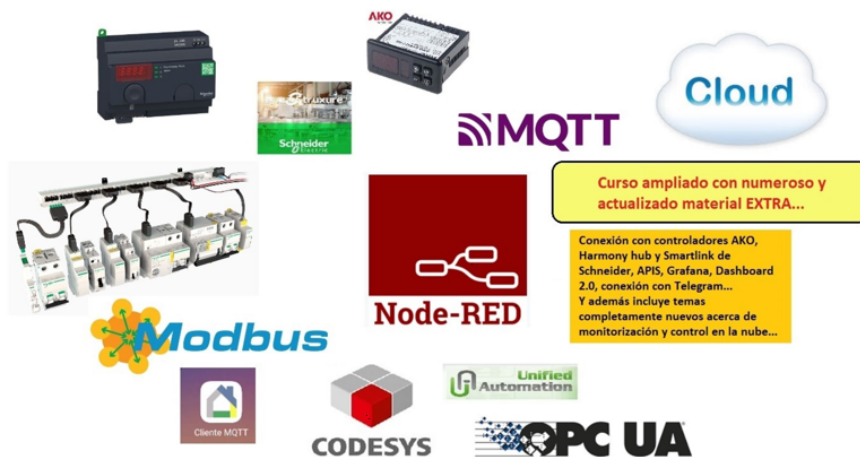 AKO
Cloud
Struxure
Schneider
Electric
MQTT
Curso ampliado con numeroso y
actualizado material EXTRA...
Conexión con controladores AKO,
Harmony hub y Smartlink de
Schneider, APIS, Grafana, Dashboard
2.0, conexión con Telegram...
Y además incluye temas
completamente nuevos acerca de
monitorización y control en la nube...
Node-RED
Modbus
Unified
Automation
Cliente MQTT
CODESYS
OPC UA